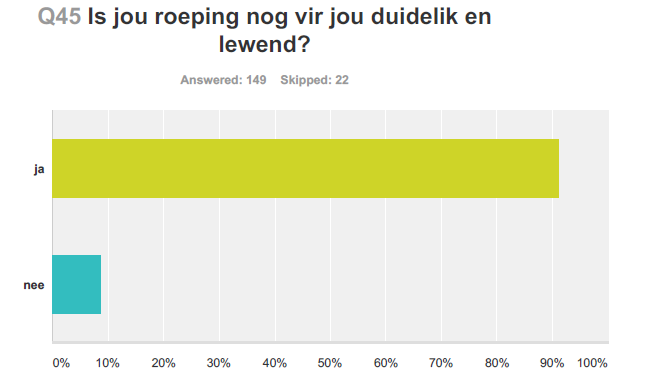 Q45 Is jou roeping nog vir jou duidelik en
lewend?
Answered: 149 Skipped: 22
ja
nee
0% 10% 20% 30% 40% 50% 60% 70% 80% 90% 100%